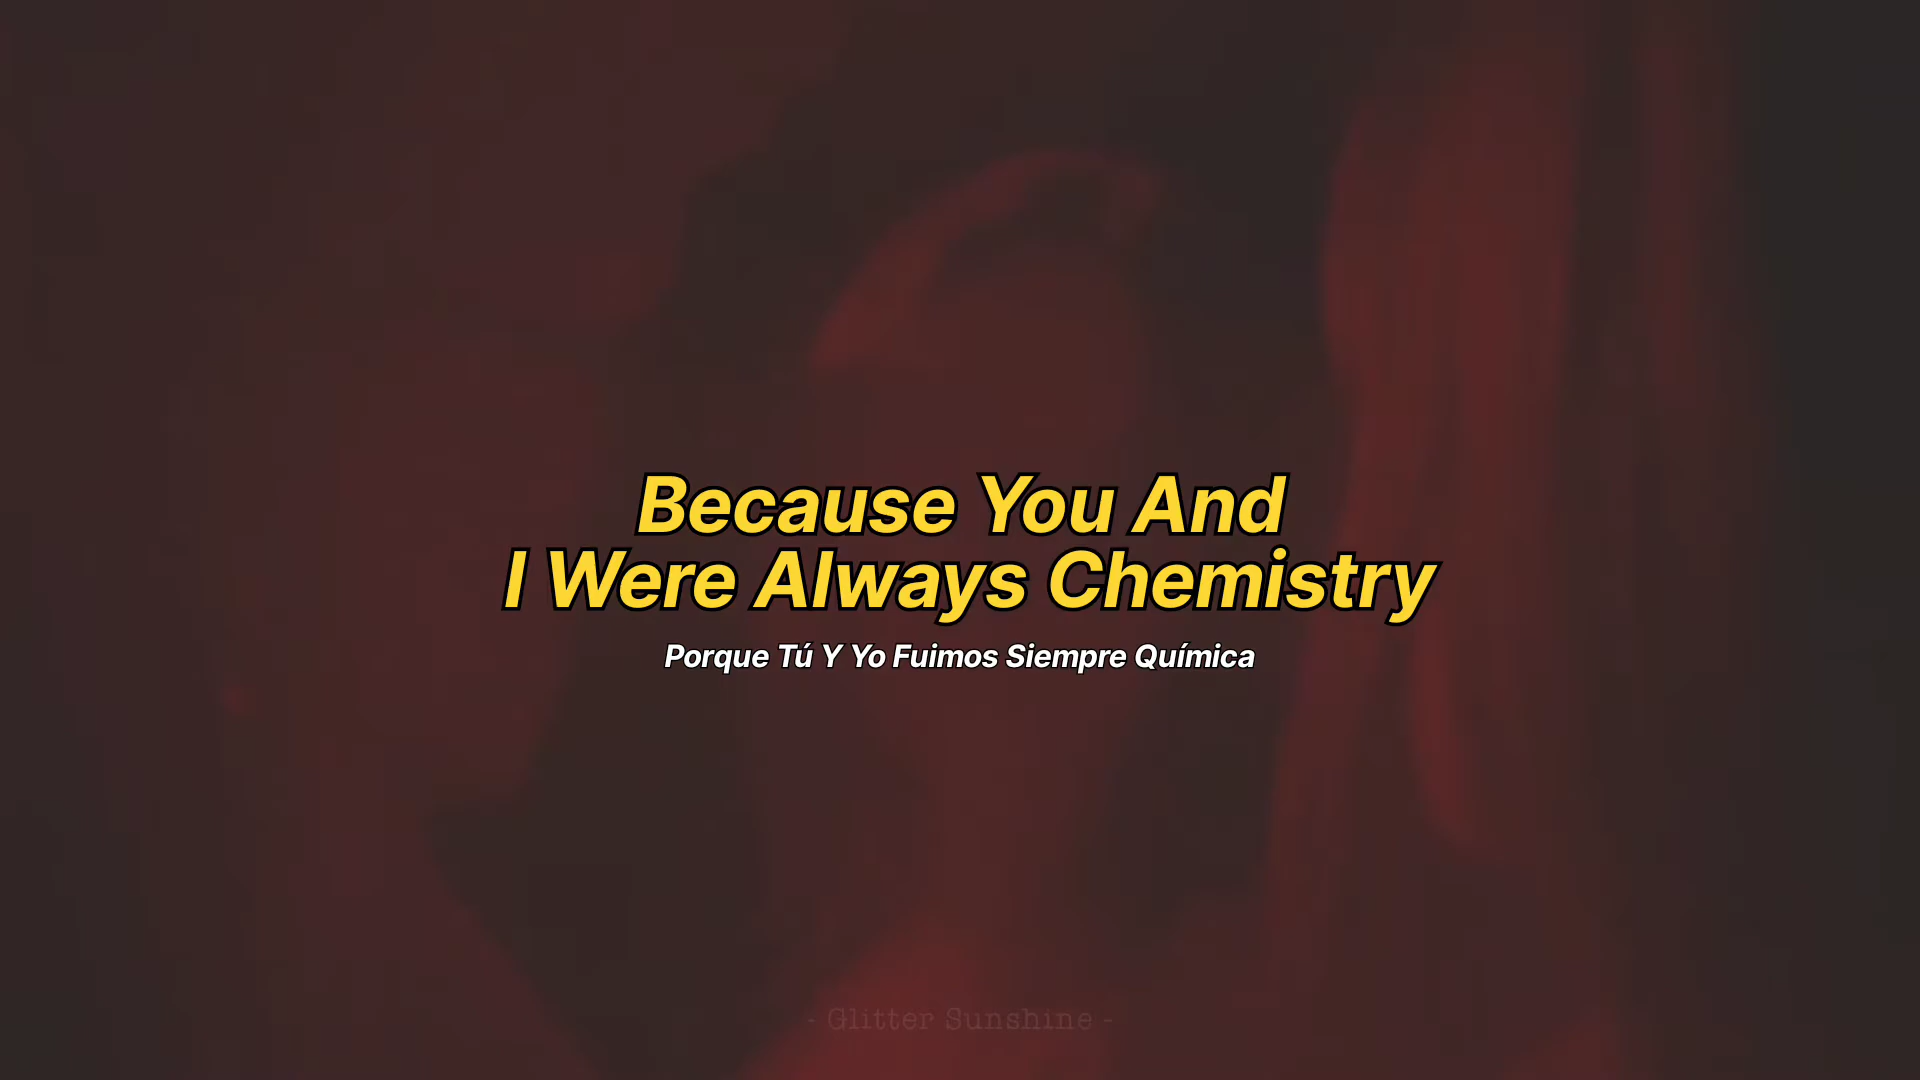 Because You And
I Were Always Chemistry
Porque Tú Y Yo Fuimos Siempre Química
- Glitter Sunshine -